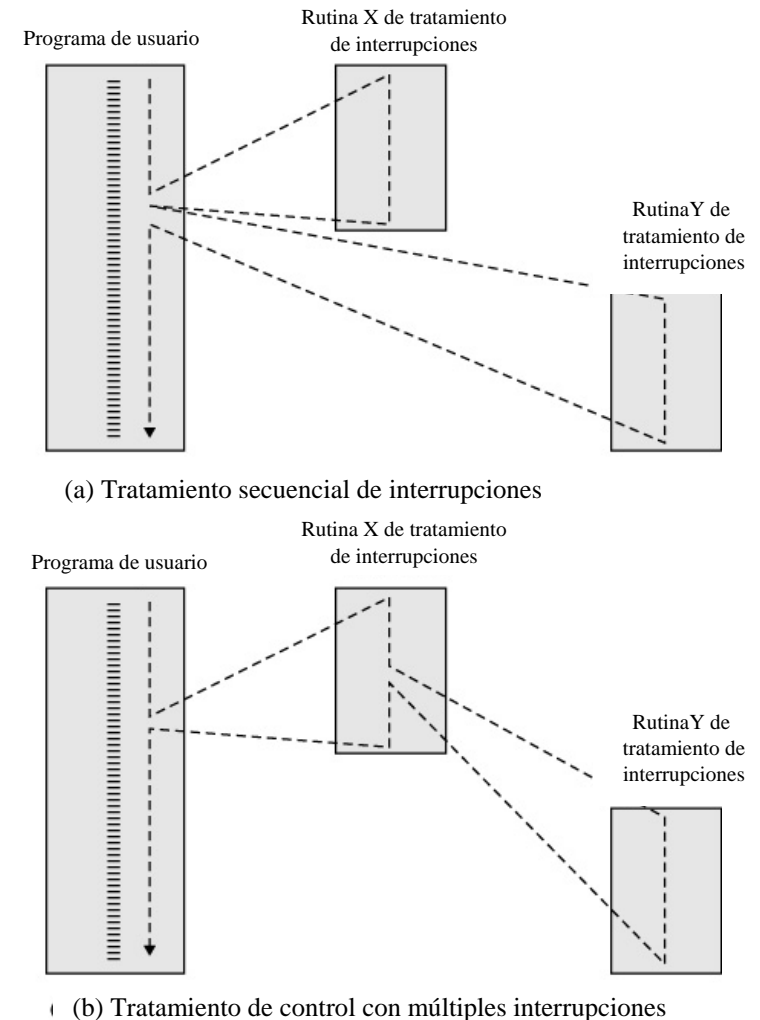 Programa de usuario
Rutina X de tratamiento
de interrupciones
RutinaY de
tratamiento de
interrupciones
(a) Tratamiento secuencial de interrupciones
Programa de usuario
Rutina X de tratamiento
de interrupciones
RutinaY de
tratamiento de
interrupciones
(b) Tratamiento de control con múltiples interrupciones